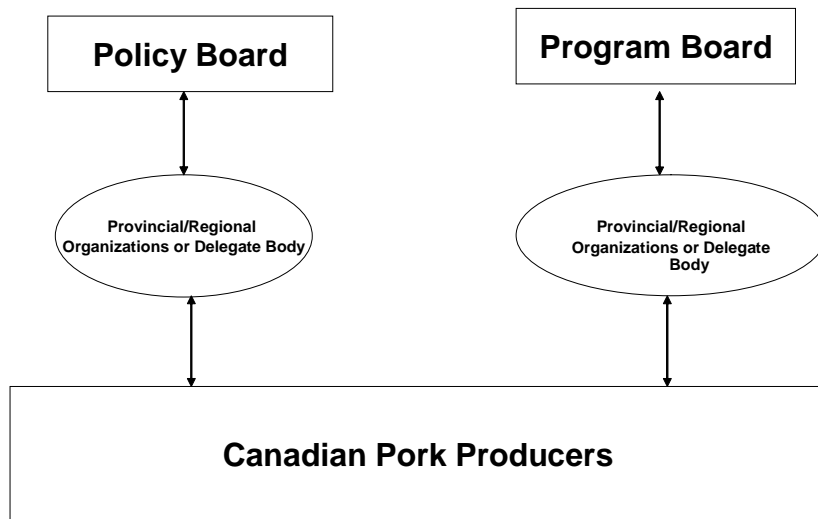 Policy Board
Program Board
Provincial/Regional
Organizations or Delegate Body
Provincial/Regional
Organizations or Delegate
Body
Canadian Pork Producers